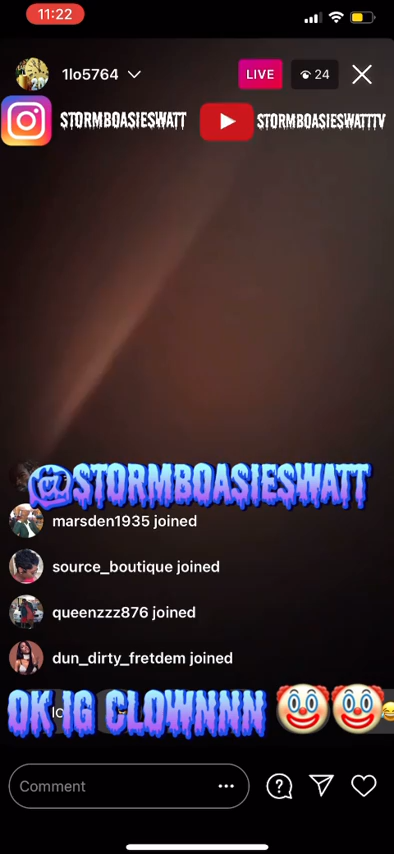 11:22
1lo5764
LIVE
24
STORMBOASIESWATT
STORMBOASIESWATTTV
@STORMBOASIESWATT
marsden1935 joined
source_boutique joined
queenzzz876 joined
dun_dirty_fretdem joined
OK IG CLOWNNN
Comment